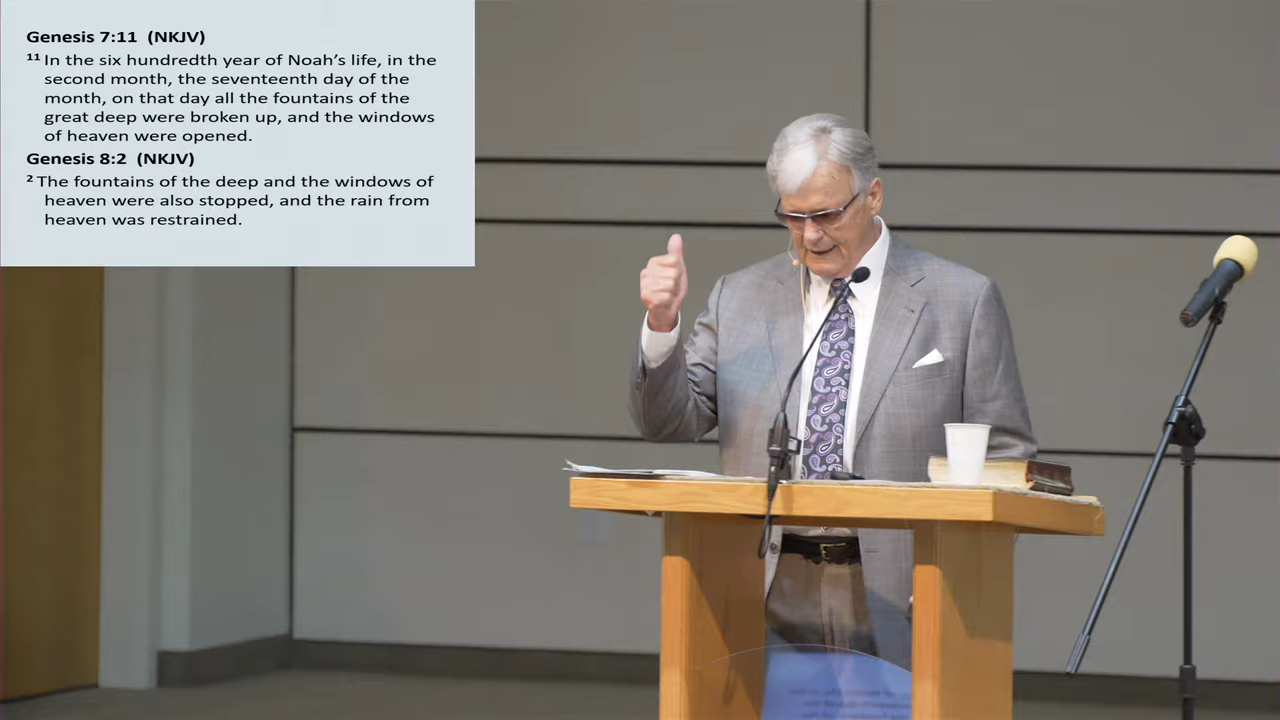 Genesis 7:11 (NKJV)
11 In the six hundredth year of Noah’s life, in the
second month, the seventeenth day of the
month, on that day all the fountains of the
great deep were broken up, and the windows
of heaven were opened.
Genesis 8:2 (NKJV)
2 The fountains of the deep and the windows of
heaven were also stopped, and the rain from
heaven was restrained.